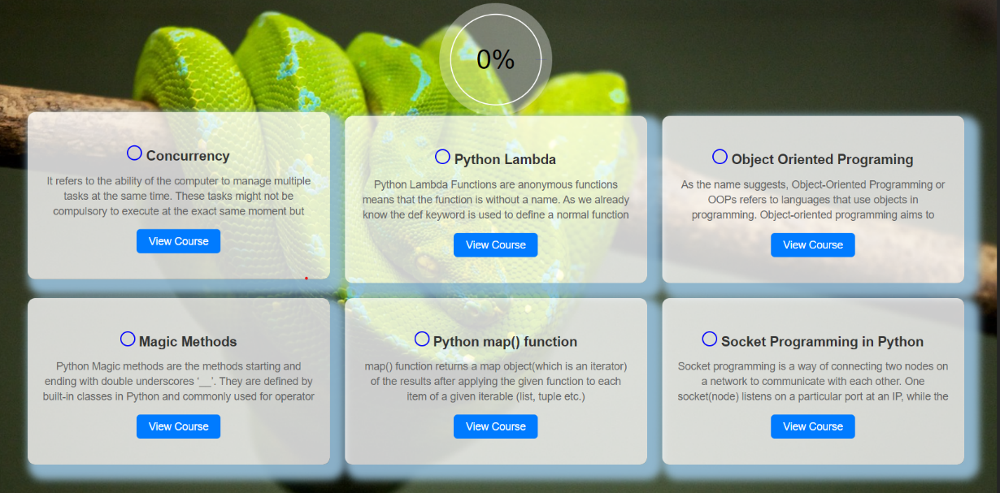 0%
Concurrency
It refers to the ability of the computer to manage multiple
tasks at the same time. These tasks might not be
compulsory to execute at the exact same moment but
View Course
Python Lambda
Python Lambda Functions are anonymous functions
means that the function is without a name. As we already
know the def keyword is used to define a normal function
View Course
Object Oriented Programing
As the name suggests, Object-Oriented Programming or
OOPs refers to languages that use objects in
programming. Object-oriented programming aims to
View Course
Magic Methods
Python Magic methods are the methods starting and
ending with double underscores ‘__’. They are defined by
built-in classes in Python and commonly used for operator
View Course
Python map() function
map() function returns a map object(which is an iterator)
of the results after applying the given function to each
item of a given iterable (list, tuple etc.)
View Course
Socket Programming in Python
Socket programming is a way of connecting two nodes on
a network to communicate with each other. One
socket(node) listens on a particular port at an IP, while the
View Course